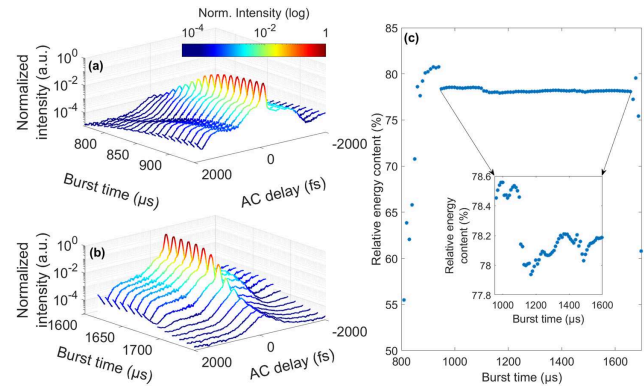 Norm. Intensity (log)
10⁻⁴ 10⁻² 1
(a)
Normalized
intensity (a.u.)
10⁰
10⁻²
10⁻⁴
800
850
900
Burst time (µs)
2000
0
-2000
AC delay (fs)
(b)
Normalized
intensity (a.u.)
10⁰
10⁻²
10⁻⁴
1600
1650
1700
Burst time (µs)
2000
0
-2000
AC delay (fs)
(c)
Relative energy content (%)
85
80
75
70
65
60
55
50
800 1000 1200 1400 1600
Burst time (µs)
Relative energy
content (%)
78.6
78.4
78.2
78
77.8
1000 1200 1400 1600
Burst time (µs)